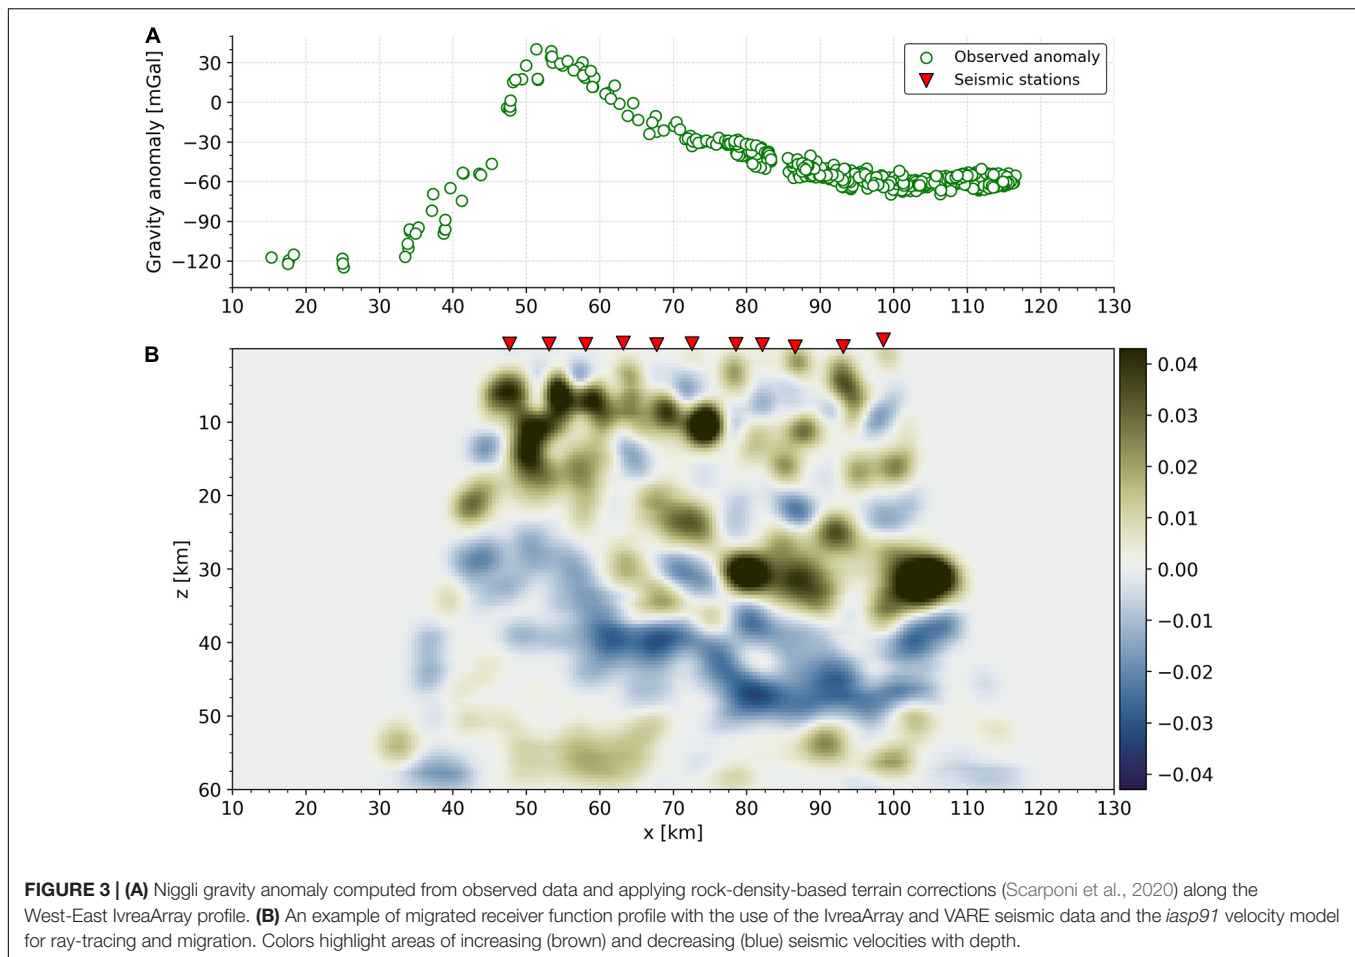 A
Gravity anomaly [mGal]
30
0
−30
−60
−90
−120
Observed anomaly
Seismic stations
10 20 30 40 50 60 70 80 90 100 110 120 130
B
z [km]
10
20
30
40
50
60
10 20 30 40 50 60 70 80 90 100 110 120 130
x [km]
0.04
0.03
0.02
0.01
0.00
−0.01
−0.02
−0.03
−0.04
FIGURE 3 | (A) Niggli gravity anomaly computed from observed data and applying rock-density-based terrain corrections (Scarponi et al., 2020) along the
West-East IvreaArray profile. (B) An example of migrated receiver function profile with the use of the IvreaArray and VARE seismic data and the iasp91 velocity model
for ray-tracing and migration. Colors highlight areas of increasing (brown) and decreasing (blue) seismic velocities with depth.